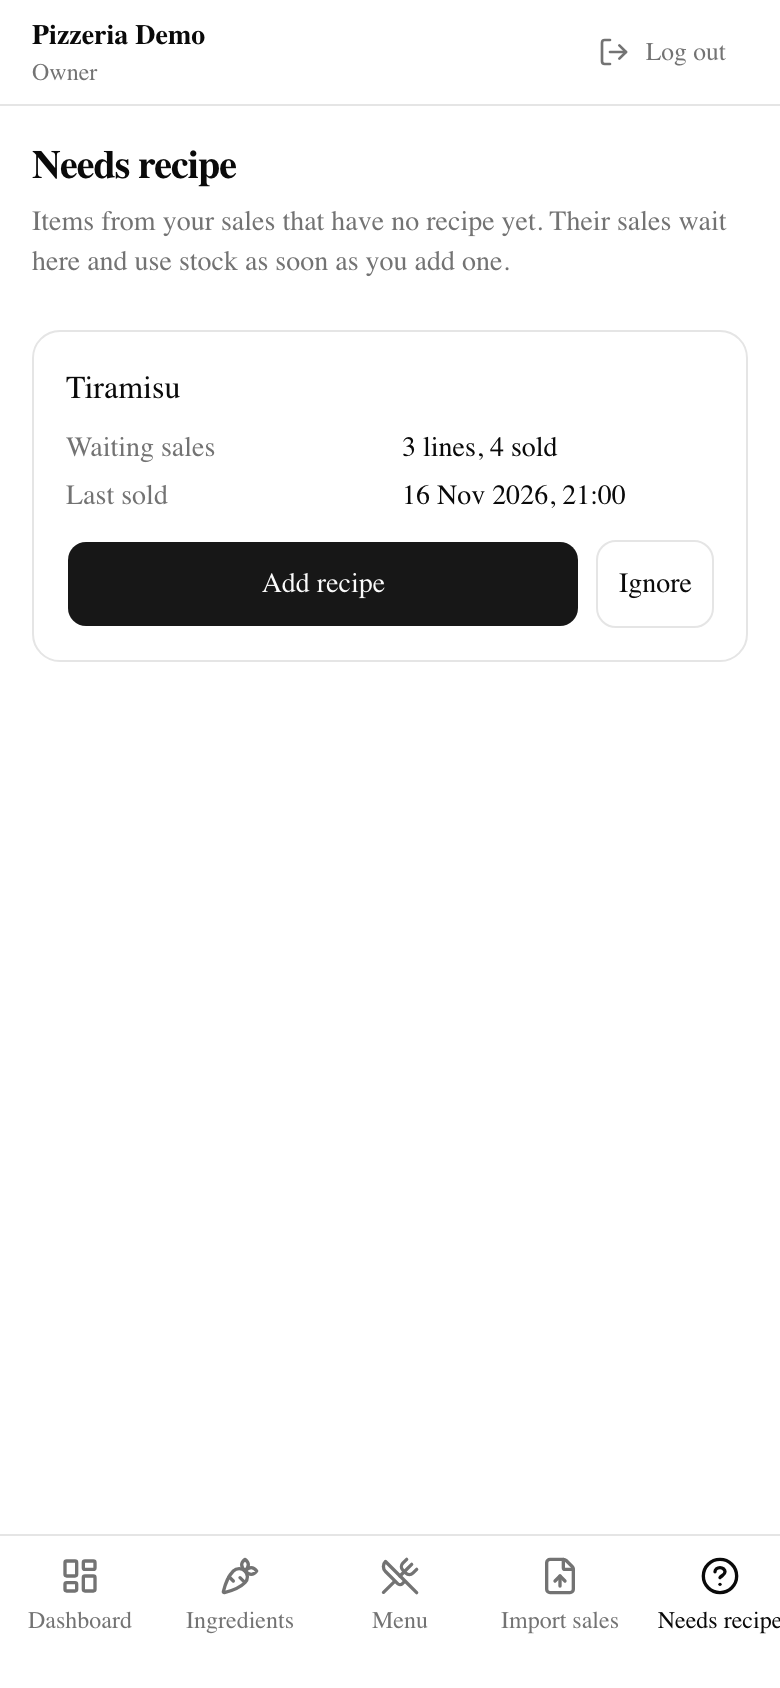 Pizzeria Demo
Owner
Log out
Needs recipe
Items from your sales that have no recipe yet. Their sales wait
here and use stock as soon as you add one.
Tiramisu
Waiting sales
3 lines, 4 sold
Last sold
16 Nov 2026, 21:00
Add recipe
Ignore
Dashboard
Ingredients
Menu
Import sales
Needs recipe